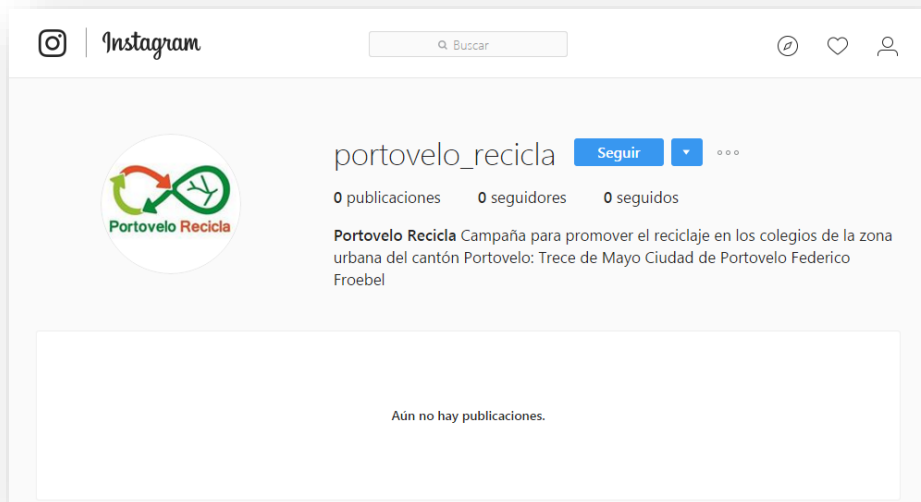 Instagram
Buscar
portovelo_recicla Seguir
0 publicaciones 0 seguidores 0 seguidos
Portovelo Recicla
Portovelo Recicla Campaña para promover el reciclaje en los colegios de la zona
urbana del cantón Portovelo: Trece de Mayo Ciudad de Portovelo Federico
Froebel
Aún no hay publicaciones.